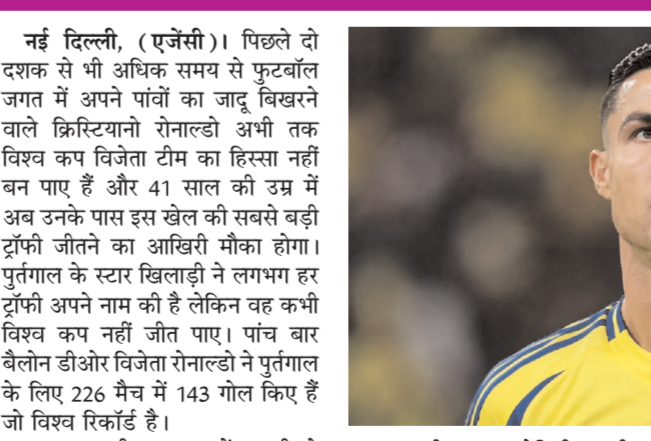 नई दिल्ली, (एजेंसी)। पिछले दो
दशक से भी अधिक समय से फुटबॉल
जगत में अपने पांवों का जादू बिखरने
वाले क्रिस्टियानो रोनाल्डो अभी तक
विश्व कप विजेता टीम का हिस्सा नहीं
बन पाए हैं और 41 साल की उम्र में
अब उनके पास इस खेल की सबसे बड़ी
ट्रॉफी जीतने का आखिरी मौका होगा।
पुर्तगाल के स्टार खिलाड़ी ने लगभग हर
ट्रॉफी अपने नाम की है लेकिन वह कभी
विश्व कप नहीं जीत पाए। पांच बार
बैलोन डीओर विजेता रोनाल्डो ने पुर्तगाल
के लिए 226 मैच में 143 गोल किए हैं
जो विश्व रिकॉर्ड है।